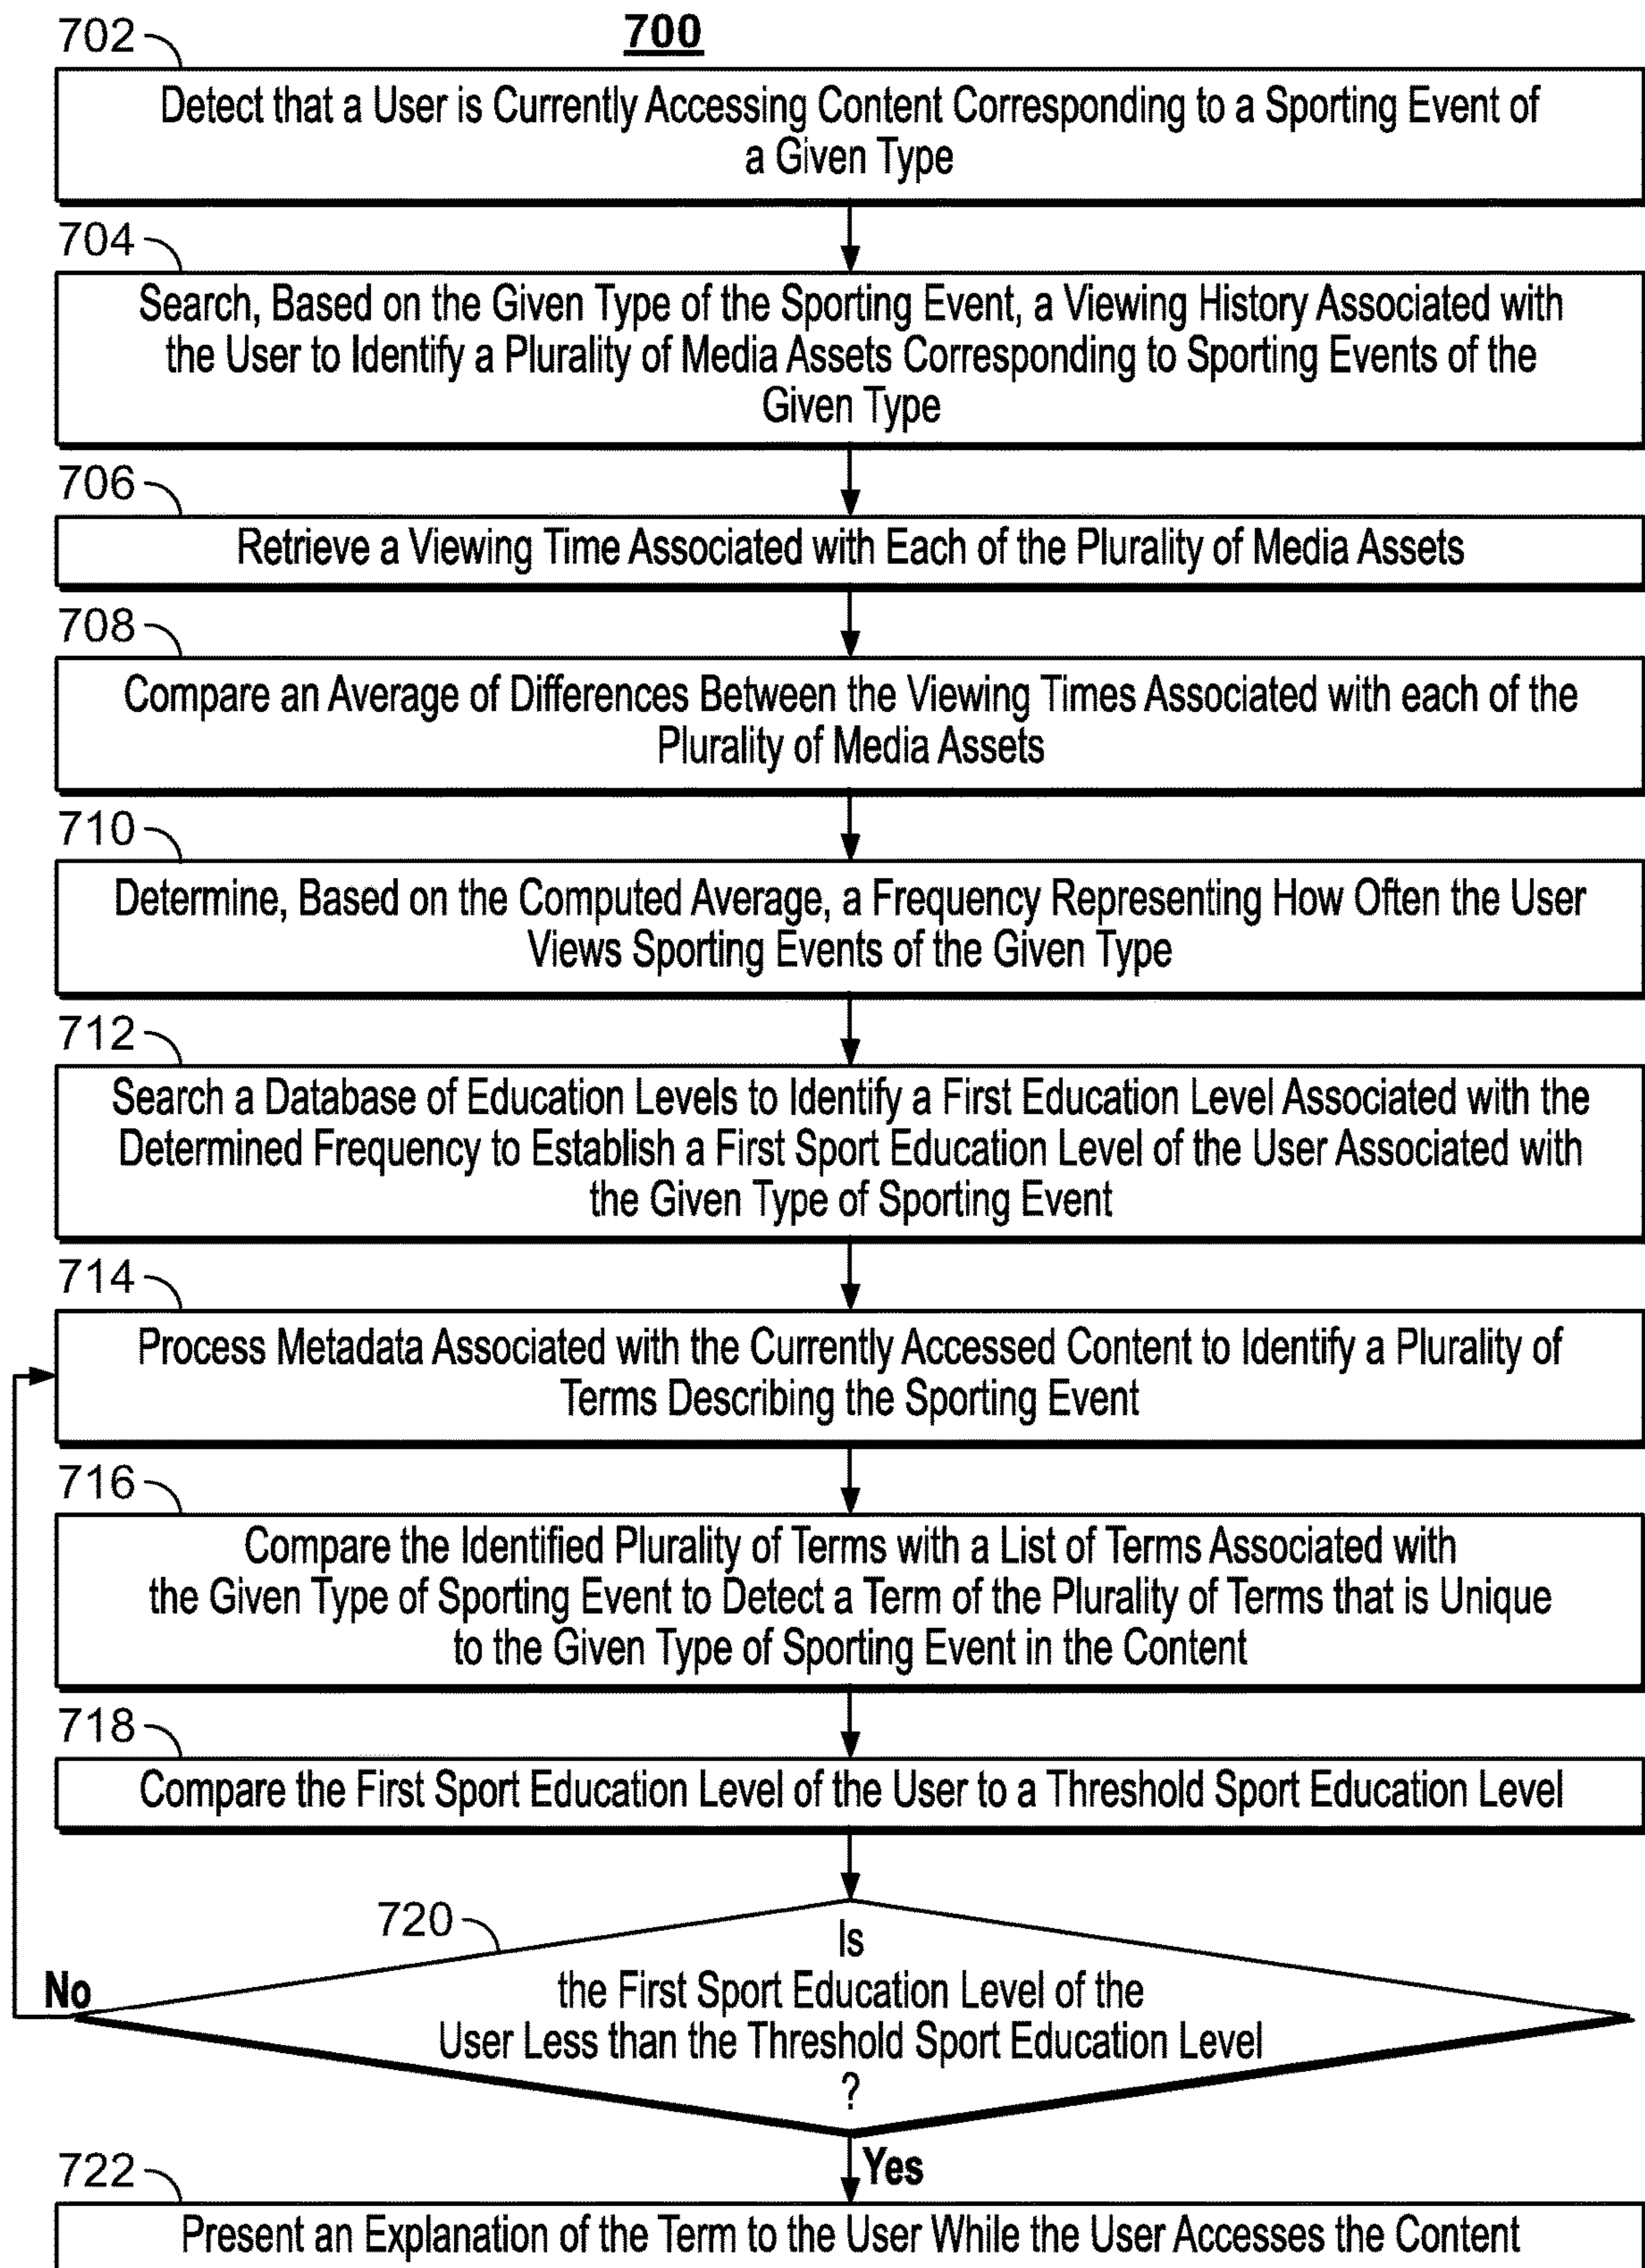 700
702
Detect that a User is Currently Accessing Content Corresponding to a Sporting Event of
a Given Type
704
Search, Based on the Given Type of the Sporting Event, a Viewing History Associated with
the User to Identify a Plurality of Media Assets Corresponding to Sporting Events of the
Given Type
706
Retrieve a Viewing Time Associated with Each of the Plurality of Media Assets
708
Compare an Average of Differences Between the Viewing Times Associated with each of the
Plurality of Media Assets
710
Determine, Based on the Computed Average, a Frequency Representing How Often the User
Views Sporting Events of the Given Type
712
Search a Database of Education Levels to Identify a First Education Level Associated with the
Determined Frequency to Establish a First Sport Education Level of the User Associated with
the Given Type of Sporting Event
714
Process Metadata Associated with the Currently Accessed Content to Identify a Plurality of
Terms Describing the Sporting Event
716
Compare the Identified Plurality of Terms with a List of Terms Associated with
the Given Type of Sporting Event to Detect a Term of the Plurality of Terms that is Unique
to the Given Type of Sporting Event in the Content
718
Compare the First Sport Education Level of the User to a Threshold Sport Education Level
720
Is
the First Sport Education Level of the
User Less than the Threshold Sport Education Level
?
No
Yes
722
Present an Explanation of the Term to the User While the User Accesses the Content